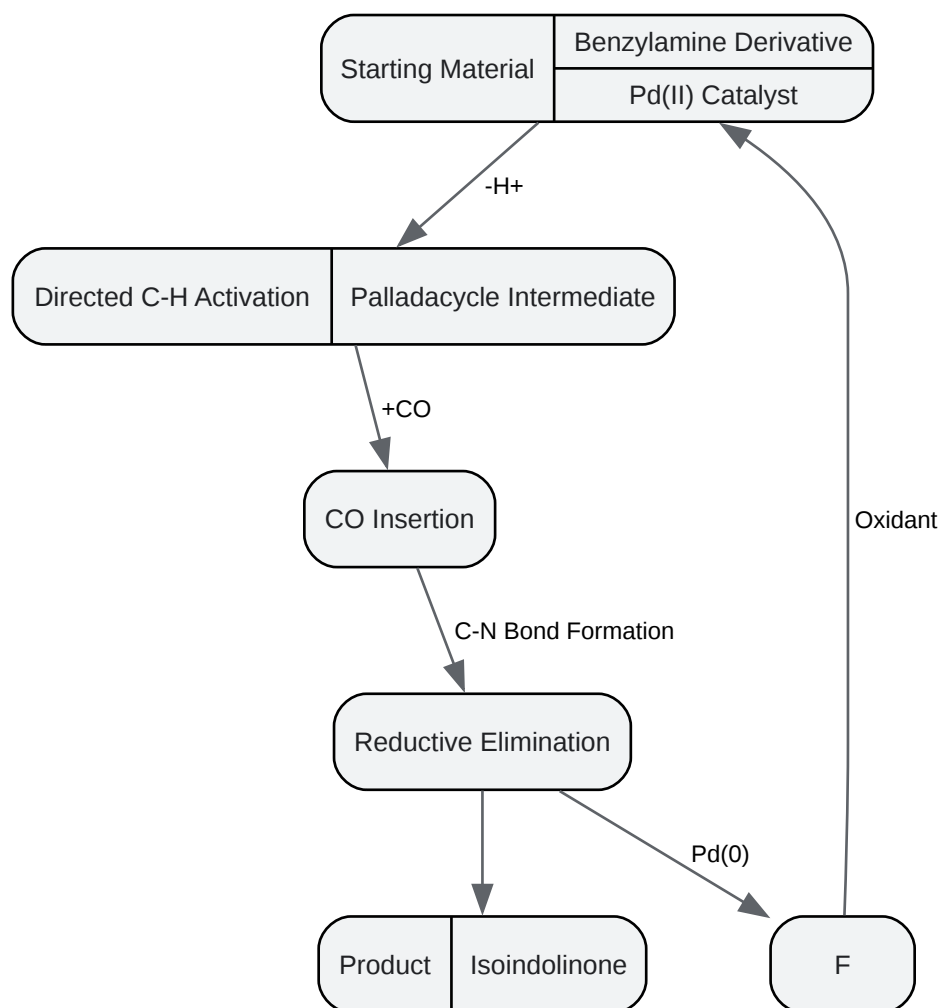 Starting Material
Benzylamine Derivative
Pd(II) Catalyst
-H+
Directed C-H Activation
Palladacycle Intermediate
+CO
CO Insertion
Oxidant
C-N Bond Formation
Reductive Elimination
Pd(0)
Product
Isoindolinone
F